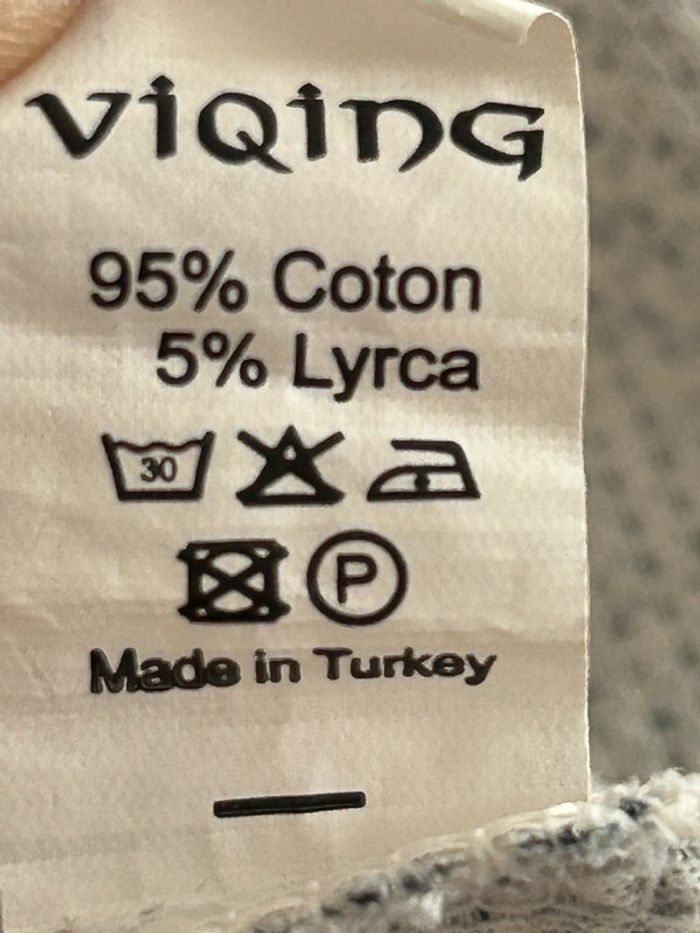 VIQING
95% Coton
5% Lyrca
30
P
Made in Turkey